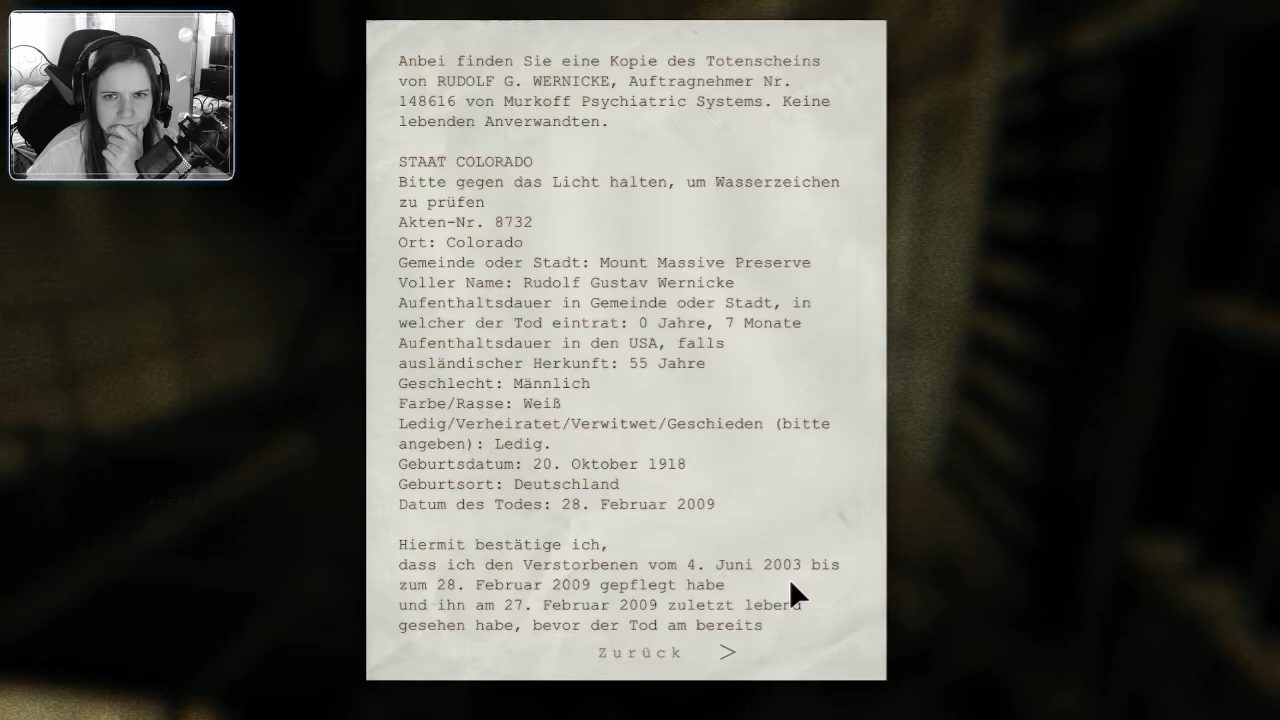 Anbei finden Sie eine Kopie des Totenscheins
von RUDOLF G. WERNICKE, Auftragnehmer Nr.
148616 von Murkoff Psychiatric Systems. Keine
lebenden Anverwandten.
STAAT COLORADO
Bitte gegen das Licht halten, um Wasserzeichen
zu prüfen
Akten-Nr. 8732
Ort: Colorado
Gemeinde oder Stadt: Mount Massive Preserve
Voller Name: Rudolf Gustav Wernicke
Aufenthaltsdauer in Gemeinde oder Stadt, in
welcher der Tod eintrat: 0 Jahre, 7 Monate
Aufenthaltsdauer in den USA, falls
ausländischer Herkunft: 55 Jahre
Geschlecht: Männlich
Farbe/Rasse: Weiß
Ledig/Verheiratet/Verwitwet/Geschieden (bitte
angeben): Ledig.
Geburtsdatum: 20. Oktober 1918
Geburtsort: Deutschland
Datum des Todes: 28. Februar 2009
Hiermit bestätige ich,
dass ich den Verstorbenen vom 4. Juni 2003 bis
zum 28. Februar 2009 gepflegt habe
und ihn am 27. Februar 2009 zuletzt lebend
gesehen habe, bevor der Tod am bereits
Zurück >